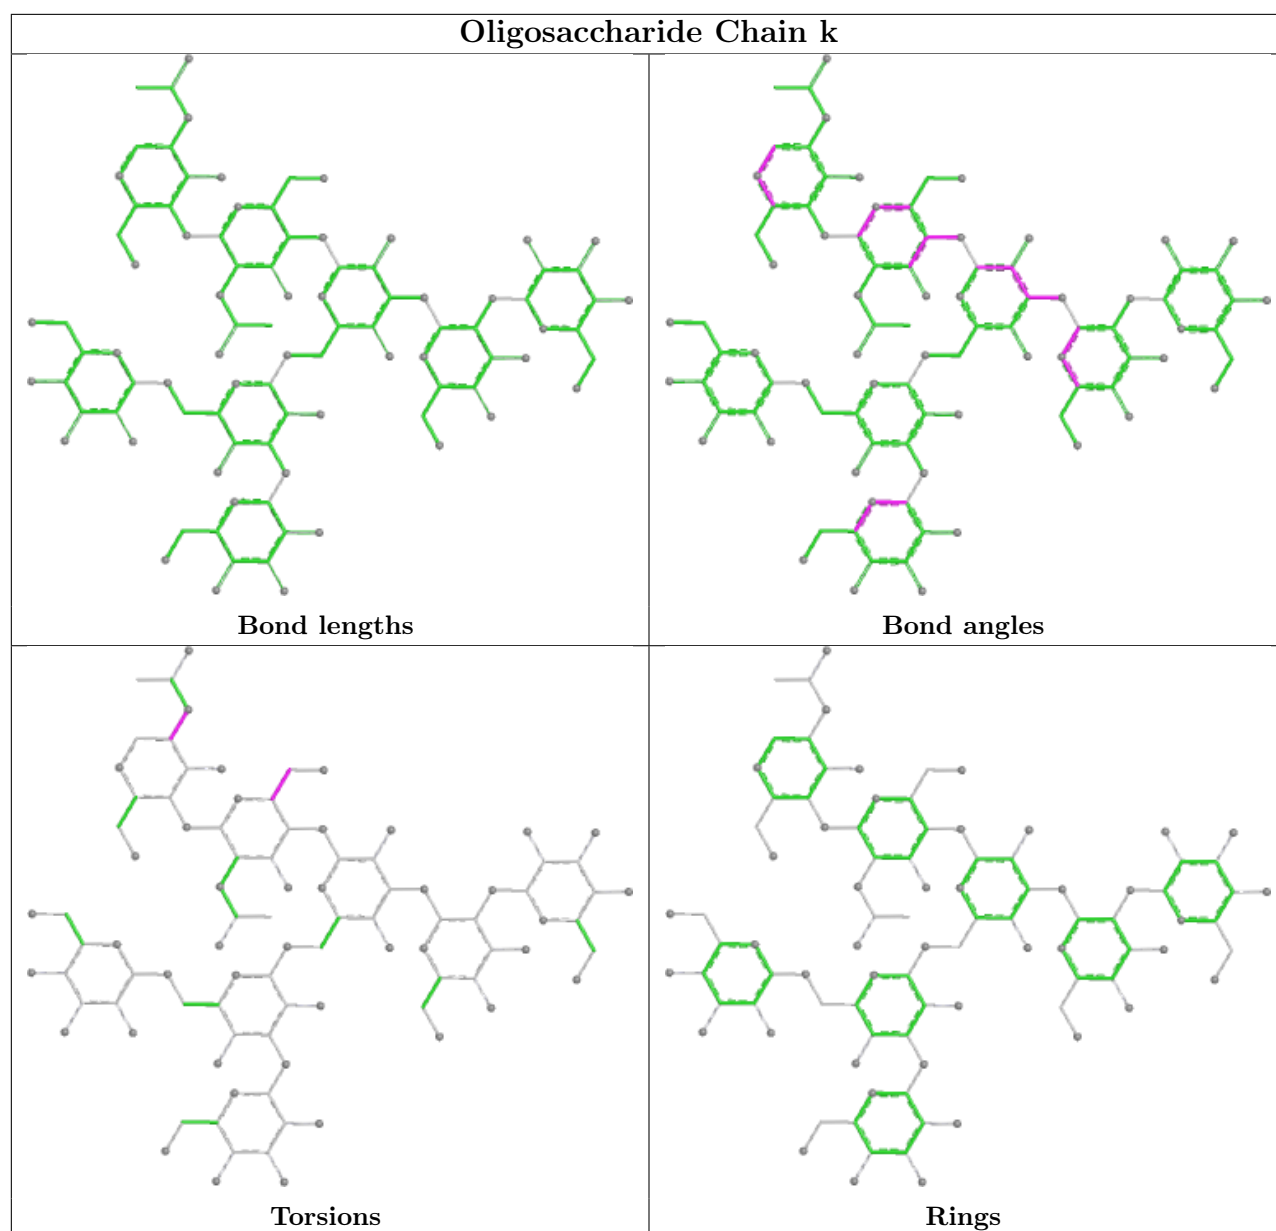 Oligosaccharide Chain k
Bond lengths
Bond angles
Torsions
Rings